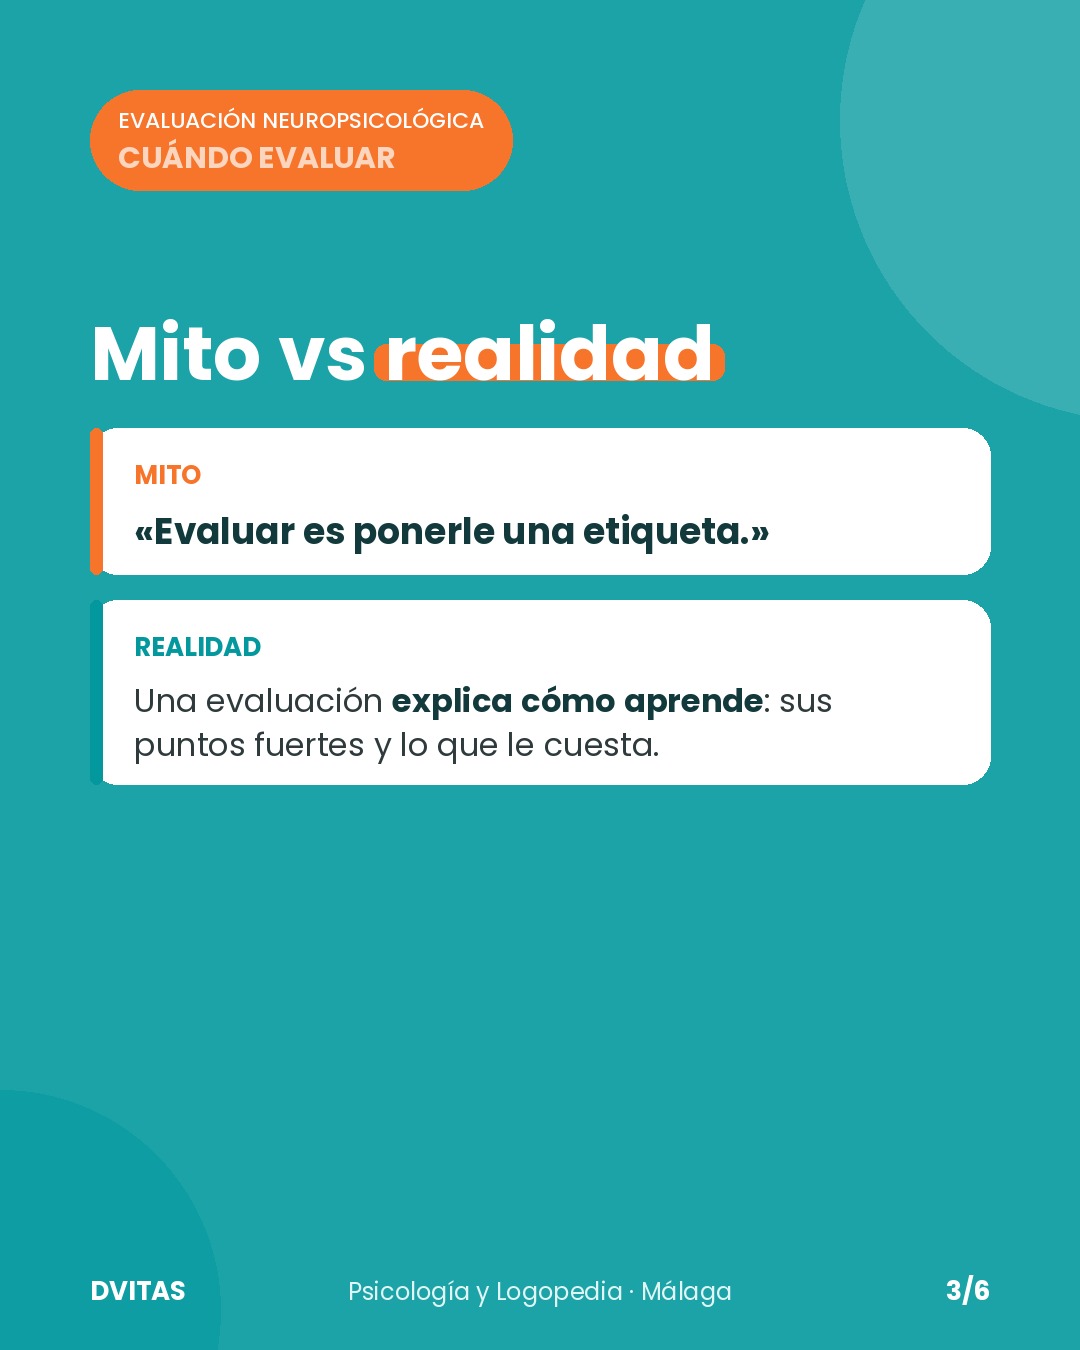 EVALUACIÓN NEUROPSICOLÓGICA
CUÁNDO EVALUAR
Mito vs realidad
MITO
«Evaluar es ponerle una etiqueta.»
REALIDAD
Una evaluación explica cómo aprende: sus
puntos fuertes y lo que le cuesta.
DVITAS
Psicología y Logopedia · Málaga
3/6